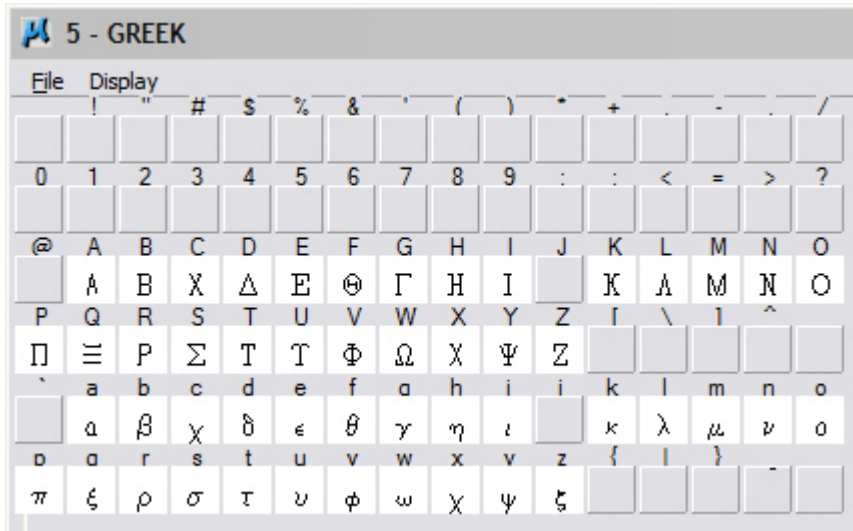 μ 5 - GREEK
File Display
! " # $ % & ' ( ) * + , - . /
0 1 2 3 4 5 6 7 8 9 : ; < = > ?
@ A B C D E F G H I J K L M N O
Α Β Χ Δ Ε Θ Γ Η Ι Κ Λ Μ Ν Ο
P Q R S T U V W X Y Z [ \ ] ^
Π Ξ Ρ Σ Τ ϒ Φ Ω Χ Ψ Ζ
` a b c d e f g h i j k l m n o
α β χ δ ϵ θ γ η ι κ λ μ ν ο
p q r s t u v w x y z { | } ~
π ξ ρ σ τ υ ϕ ω χ ψ ζ